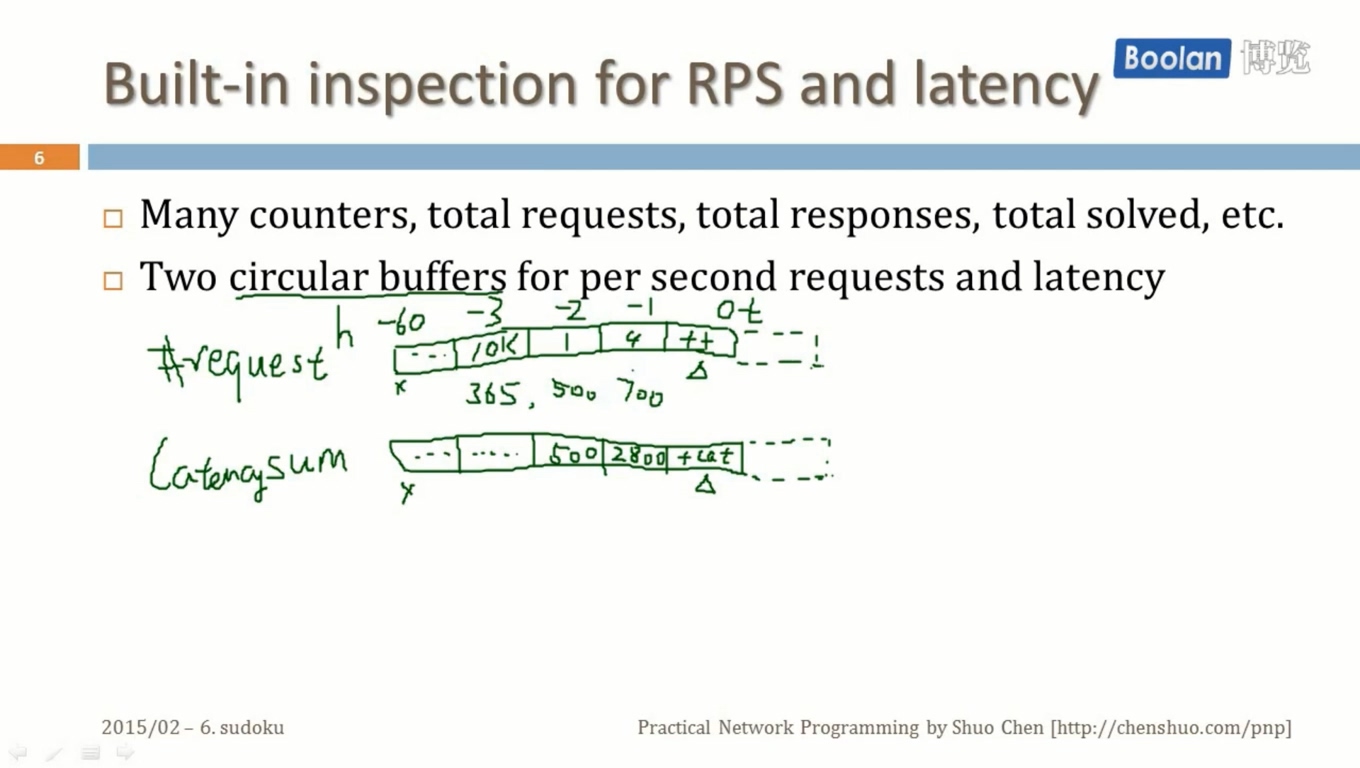 Built-in inspection for RPS and latency
Boolan 博览
6
Many counters, total requests, total responses, total solved, etc.
Two circular buffers for per second requests and latency
h -60 -3 -2 -1 0 t
#request --- 10K 1 4 ++
x Δ
365, 500 700
Latencysum --- ..... 500 2800 +Lat
x Δ
2015/02 – 6. sudoku
Practical Network Programming by Shuo Chen [http://chenshuo.com/pnp]